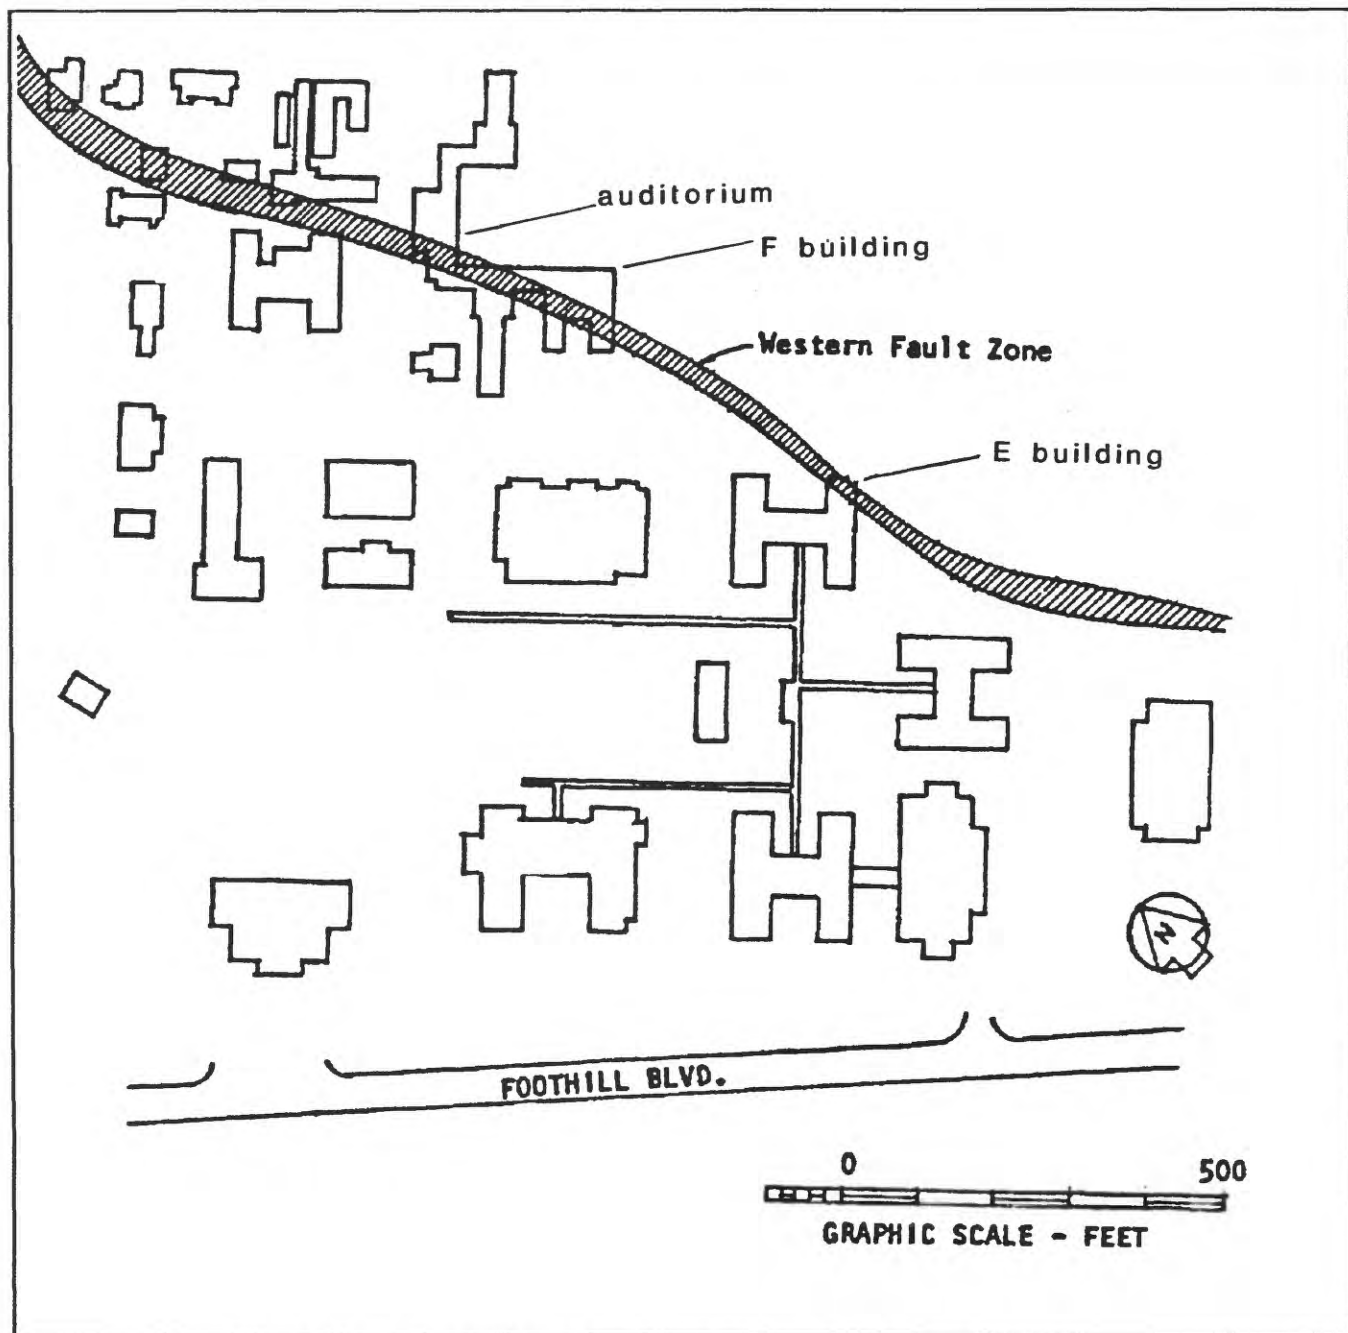 auditorium
F building
Western Fault Zone
E building
N
FOOTHILL BLVD.
0 500
GRAPHIC SCALE - FEET